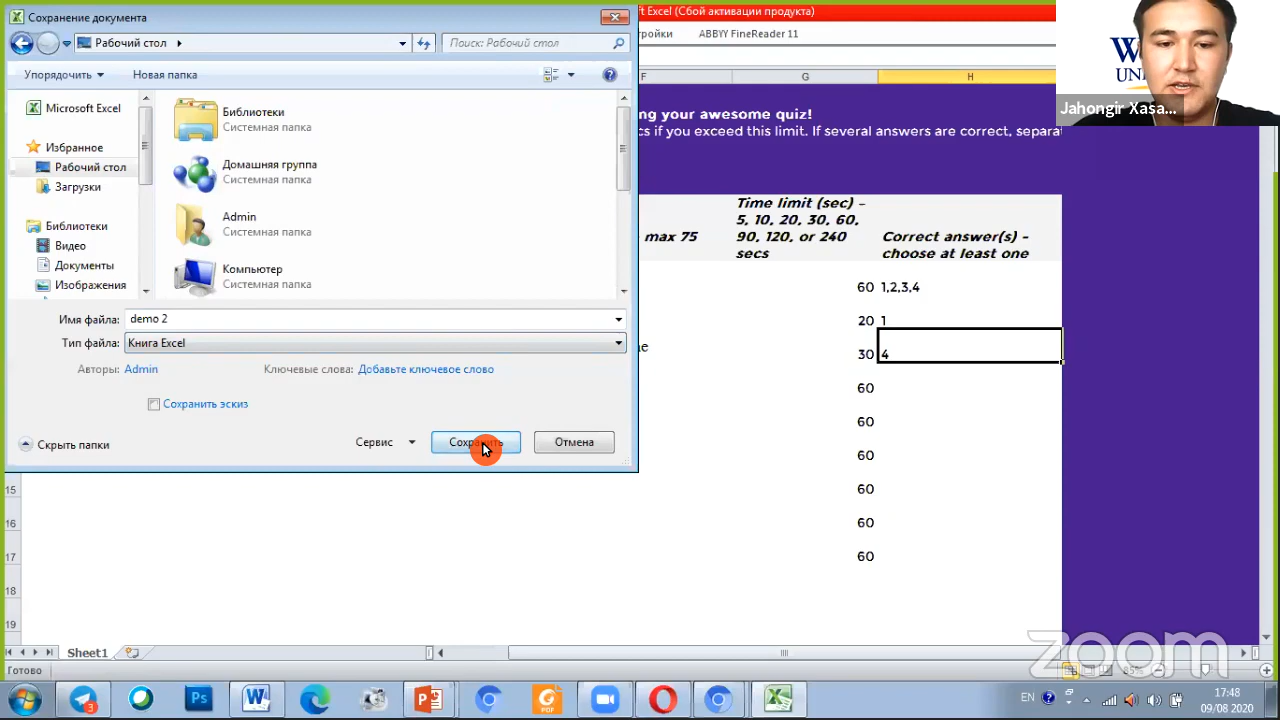 Сохранение документа
Рабочий стол
Поиск: Рабочий стол
Упорядочить
Новая папка
Microsoft Excel
Избранное
Рабочий стол
Загрузки
Библиотеки
Видео
Документы
Изображения
Библиотеки
Системная папка
Домашняя группа
Системная папка
Admin
Системная папка
Компьютер
Системная папка
Имя файла: demo 2
Тип файла: Книга Excel
Авторы: Admin
Ключевые слова: Добавьте ключевое слово
Сохранить эскиз
Скрыть папки
Сервис
Сохранить
Отмена
Excel (Сбой активации продукта)
ABBYY FineReader 11
F G H
your awesome quiz!
if you exceed this limit. If several answers are correct,
max 75
Time limit (sec) –
5, 10, 20, 30, 60,
90, 120, or 240
secs
Correct answer(s) –
choose at least one
60 1,2,3,4
20 1
30 4
60
60
60
60
60
60
15
16
17
18
19
Sheet1
Готово
Jahongir Xasa...
zoom
3
EN
17:48
09/08 2020